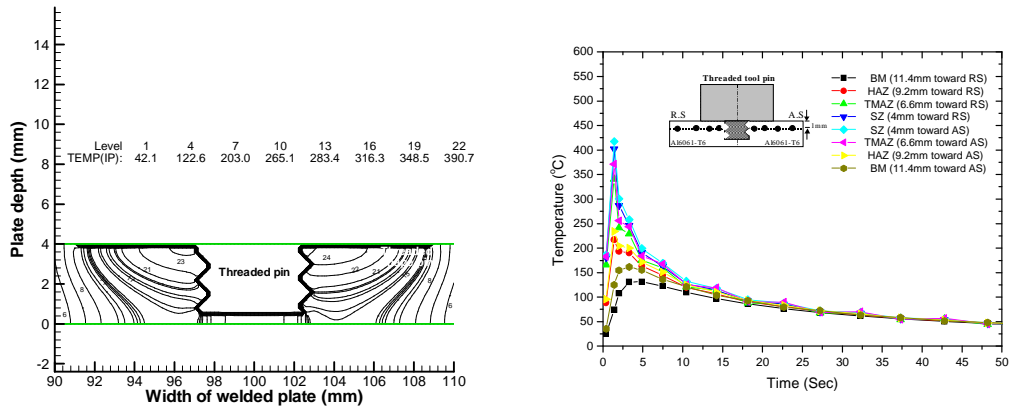 16
14
12
10
8
6
4
2
0
-2
Plate depth (mm)
Level 1 4 7 10 13 16 19 22
TEMP(IP): 42.1 122.6 203.0 265.1 283.4 316.3 348.5 390.7
Threaded pin
23
21
8
6
24
22
21
8
6
90 92 94 96 98 100 102 104 106 108 110
Width of welded plate (mm)
600
550
500
450
400
350
300
250
200
150
100
50
0
Temperature (°C)
Threaded tool pin
R.S
A.S
1mm
Al6061-T6
Al6061-T6
BM (11.4mm toward RS)
HAZ (9.2mm toward RS)
TMAZ (6.6mm toward RS)
SZ (4mm toward RS)
SZ (4mm toward AS)
TMAZ (6.6mm toward AS)
HAZ (9.2mm toward AS)
BM (11.4mm toward AS)
0 5 10 15 20 25 30 35 40 45 50
Time (Sec)